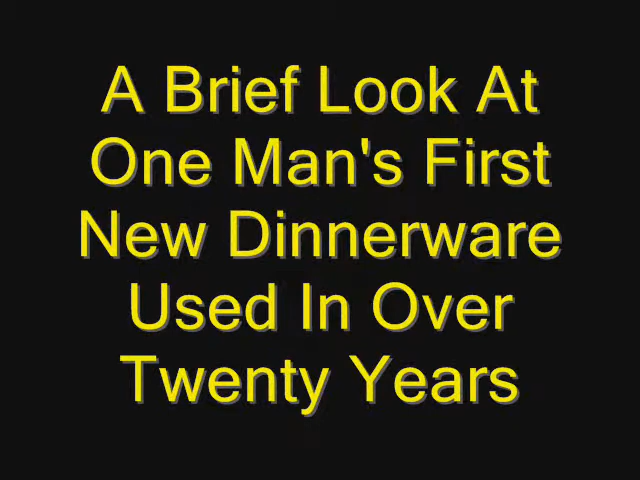 A Brief Look At
One Man's First
New Dinnerware
Used In Over
Twenty Years